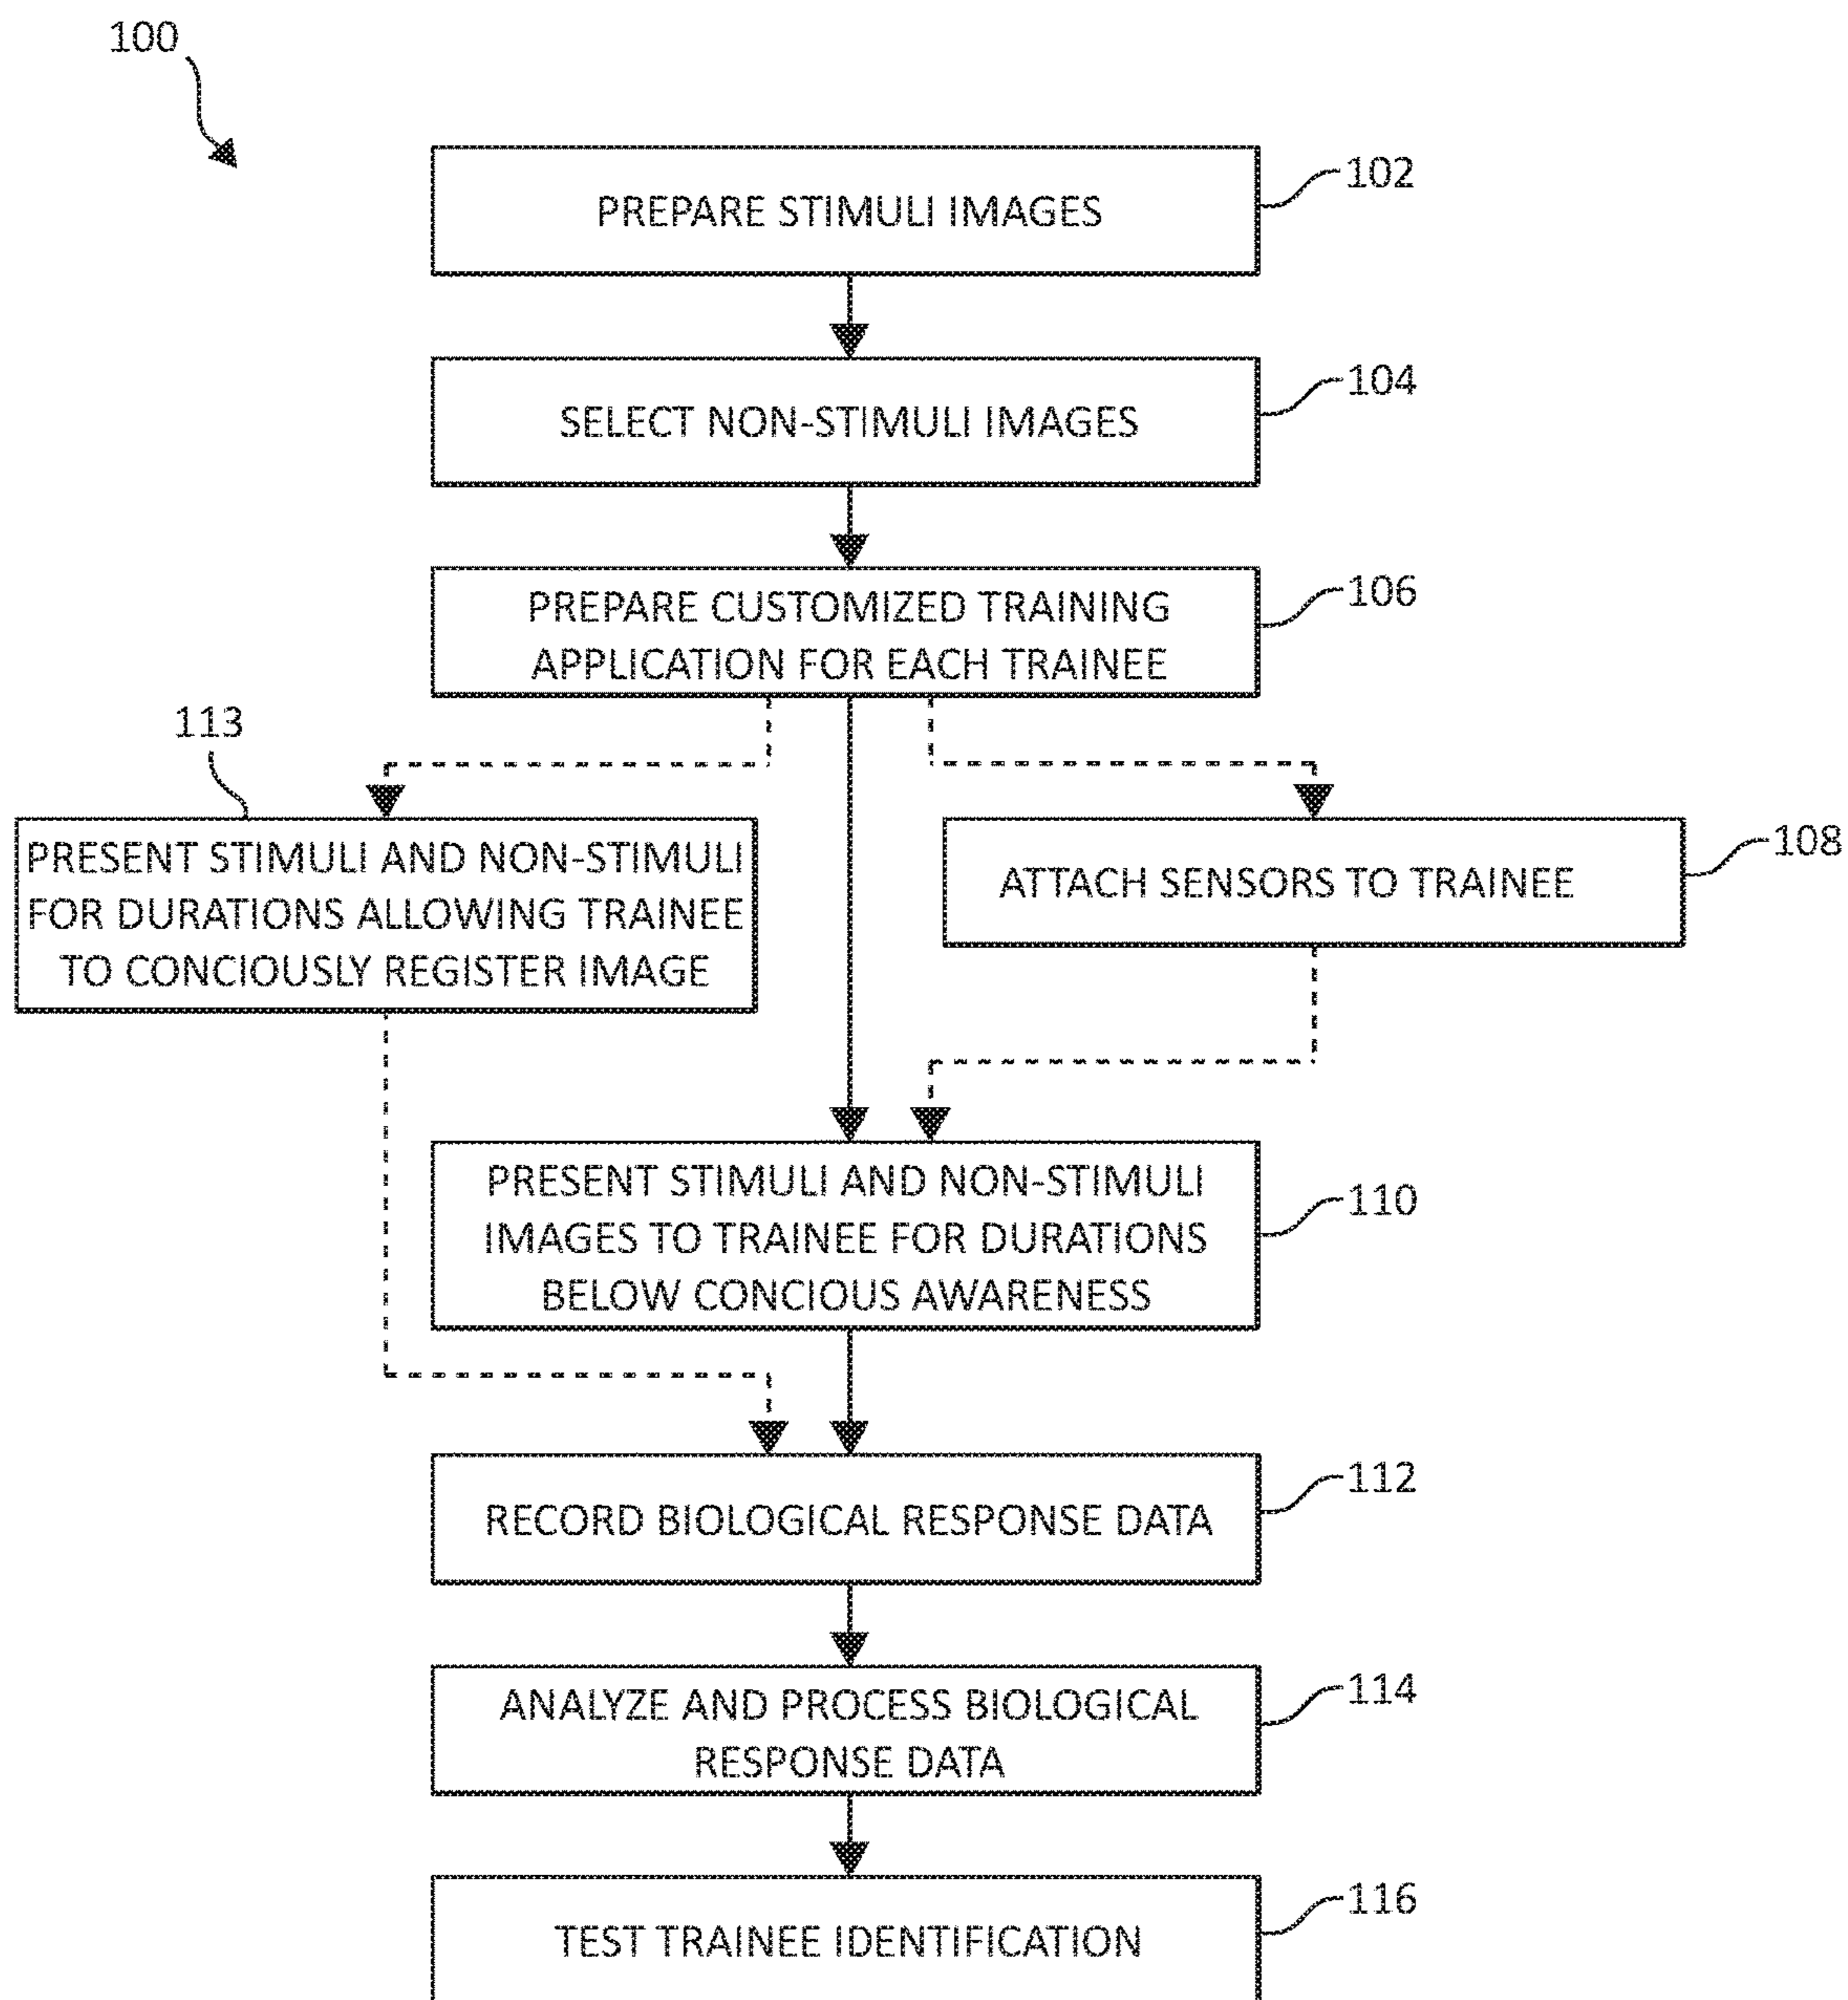 100
PREPARE STIMULI IMAGES
102
SELECT NON-STIMULI IMAGES
104
PREPARE CUSTOMIZED TRAINING
APPLICATION FOR EACH TRAINEE
106
113
PRESENT STIMULI AND NON-STIMULI
FOR DURATIONS ALLOWING TRAINEE
TO CONCIOUSLY REGISTER IMAGE
ATTACH SENSORS TO TRAINEE
108
PRESENT STIMULI AND NON-STIMULI
IMAGES TO TRAINEE FOR DURATIONS
BELOW CONCIOUS AWARENESS
110
RECORD BIOLOGICAL RESPONSE DATA
112
ANALYZE AND PROCESS BIOLOGICAL
RESPONSE DATA
114
TEST TRAINEE IDENTIFICATION
116